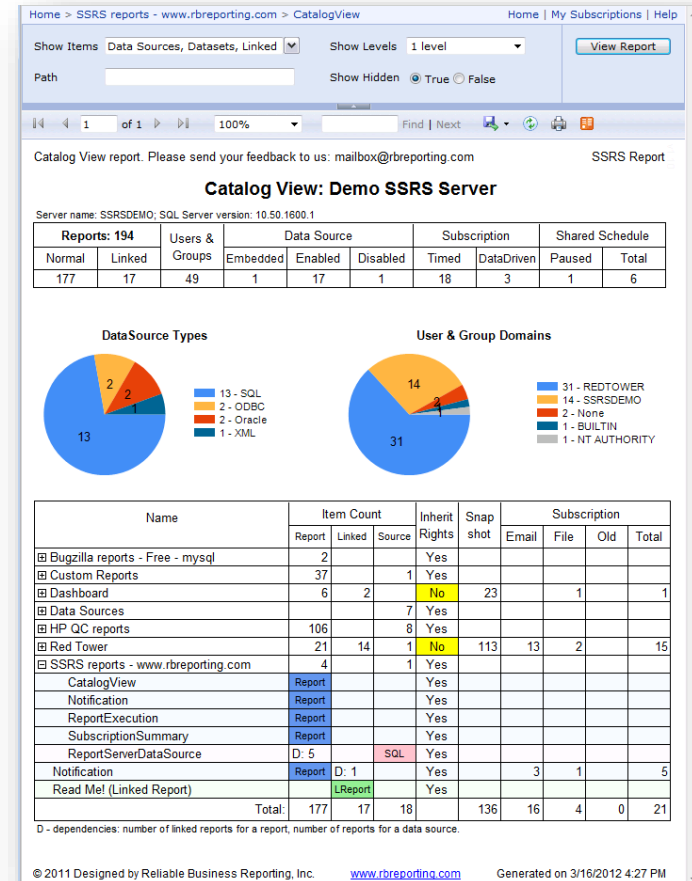 Home > SSRS reports - www.rbreporting.com > CatalogView Home | My Subscriptions | Help
Show Items Data Sources, Datasets, Linked Show Levels 1 level View Report
Path Show Hidden True False
1 of 1 100% Find | Next
Catalog View report. Please send your feedback to us: mailbox@rbreporting.com SSRS Report
Catalog View: Demo SSRS Server
Server name: SSRSDEMO; SQL Server version: 10.50.1600.1
Reports: 194 Users & Groups Data Source Subscription Shared Schedule
Normal Linked Embedded Enabled Disabled Timed DataDriven Paused Total
177 17 49 1 17 1 18 3 1 6
DataSource Types User & Group Domains
13 2 2 1
13 - SQL
2 - ODBC
2 - Oracle
1 - XML
31 14 2 1 1
31 - REDTOWER
14 - SSRSDEMO
2 - None
1 - BUILTIN
1 - NT AUTHORITY
Name Item Count Inherit Rights Snap shot Subscription
Report Linked Source Email File Old Total
Bugzilla reports - Free - mysql 2 Yes
Custom Reports 37 1 Yes
Dashboard 6 2 No 23 1 1
Data Sources 7 Yes
HP QC reports 106 8 Yes
Red Tower 21 14 1 No 113 13 2 15
SSRS reports - www.rbreporting.com 4 1 Yes
CatalogView Report Yes
Notification Report Yes
ReportExecution Report Yes
SubscriptionSummary Report Yes
ReportServerDataSource D: 5 SQL Yes
Notification Report D: 1 Yes 3 1 5
Read Me! (Linked Report) LReport Yes
Total: 177 17 18 136 16 4 0 21
D - dependencies: number of linked reports for a report, number of reports for a data source.
© 2011 Designed by Reliable Business Reporting, Inc. www.rbreporting.com Generated on 3/16/2012 4:27 PM